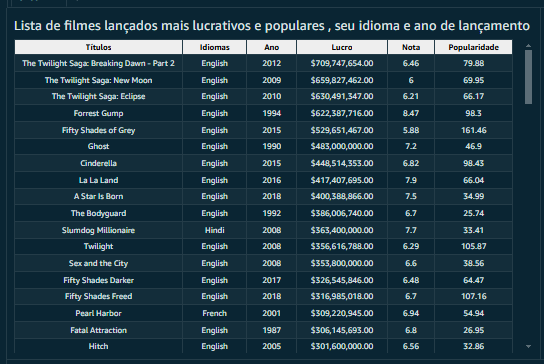 Lista de filmes lançados mais lucrativos e populares , seu idioma e ano de lançamento
Títulos Idiomas Ano Lucro Nota Popularidade
The Twilight Saga: Breaking Dawn - Part 2 English 2012 $709,747,654.00 6.46 79.88
The Twilight Saga: New Moon English 2009 $659,827,462.00 6 69.95
The Twilight Saga: Eclipse English 2010 $630,491,347.00 6.21 66.17
Forrest Gump English 1994 $622,387,716.00 8.47 98.3
Fifty Shades of Grey English 2015 $529,651,467.00 5.88 161.46
Ghost English 1990 $483,000,000.00 7.2 46.9
Cinderella English 2015 $448,514,353.00 6.82 98.43
La La Land English 2016 $417,407,695.00 7.9 66.04
A Star Is Born English 2018 $400,388,866.00 7.5 34.99
The Bodyguard English 1992 $386,006,740.00 6.7 25.74
Slumdog Millionaire Hindi 2008 $363,400,000.00 7.7 33.41
Twilight English 2008 $356,616,788.00 6.29 105.87
Sex and the City English 2008 $353,800,000.00 6.6 38.56
Fifty Shades Darker English 2017 $326,545,846.00 6.48 64.47
Fifty Shades Freed English 2018 $316,985,018.00 6.7 107.16
Pearl Harbor French 2001 $309,220,945.00 6.94 54.94
Fatal Attraction English 1987 $306,145,693.00 6.8 26.95
Hitch English 2005 $301,600,000.00 6.56 32.86